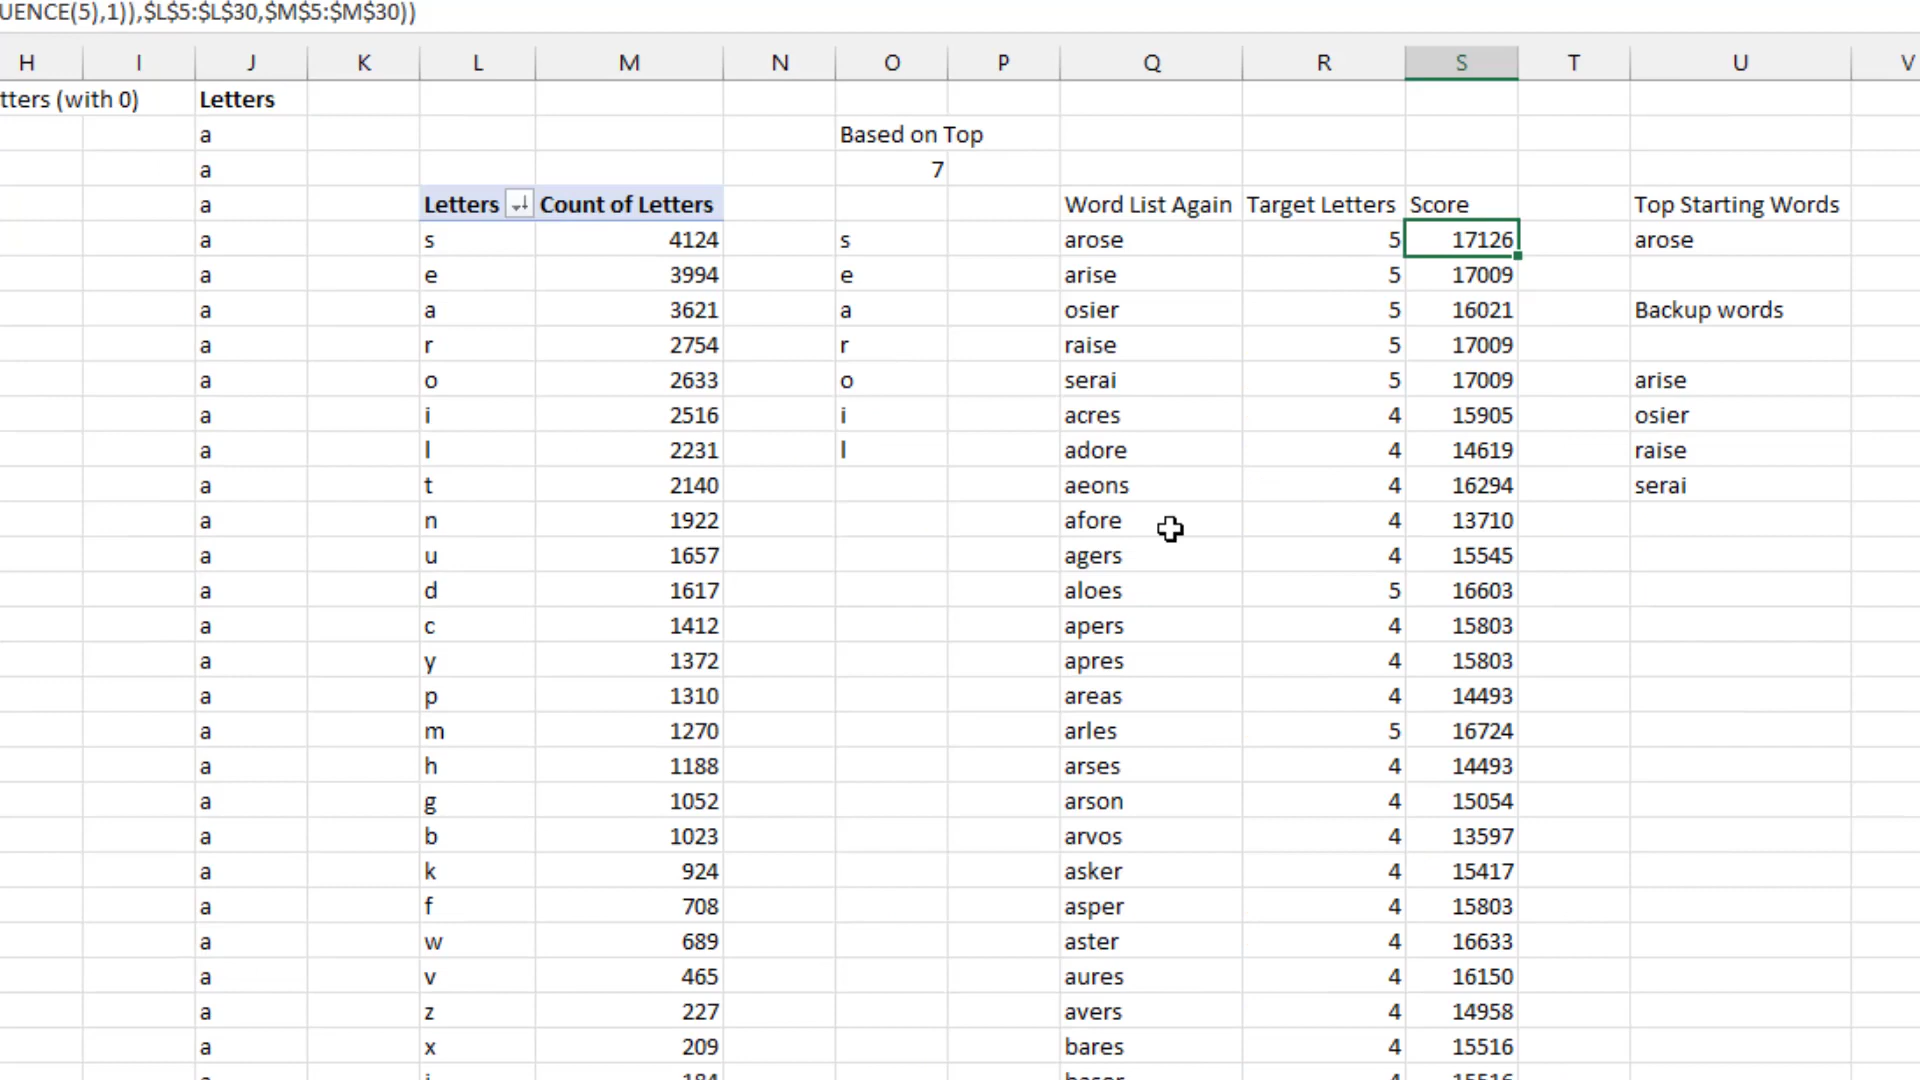 UENCE(5),1)),$L$5:$L$30,$M$5:$M$30))
H I J K L M N O P Q R S T U V
tters (with 0) Letters
a Based on Top
a 7
a Letters Count of Letters Word List Again Target Letters Score Top Starting Words
a s 4124 s arose 5 17126 arose
a e 3994 e arise 5 17009
a a 3621 a osier 5 16021 Backup words
a r 2754 r raise 5 17009
a o 2633 o serai 5 17009 arise
a i 2516 i acres 4 15905 osier
a l 2231 l adore 4 14619 raise
a t 2140 aeons 4 16294 serai
a n 1922 afore 4 13710
a u 1657 agers 4 15545
a d 1617 aloes 5 16603
a c 1412 apers 4 15803
a y 1372 apres 4 15803
a p 1310 areas 4 14493
a m 1270 arles 5 16724
a h 1188 arses 4 14493
a g 1052 arson 4 15054
a b 1023 arvos 4 13597
a k 924 asker 4 15417
a f 708 asper 4 15803
a w 689 aster 4 16633
a v 465 aures 4 16150
a z 227 avers 4 14958
a x 209 bares 4 15516